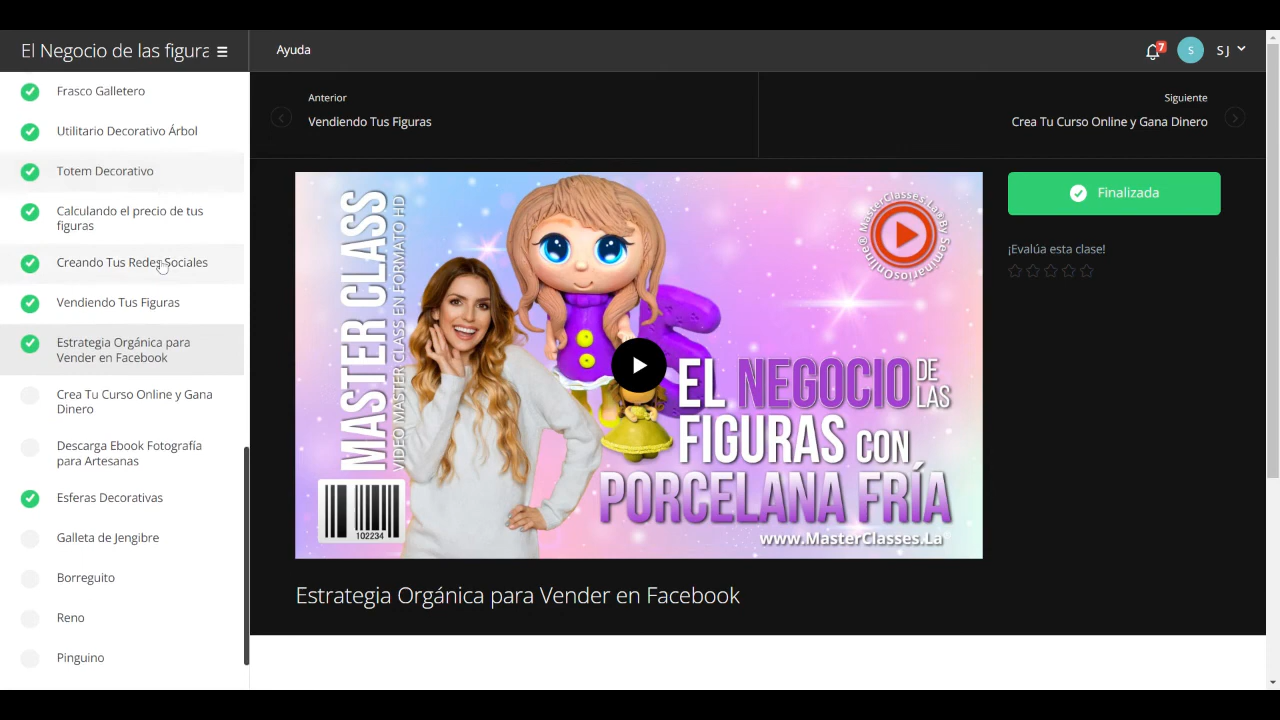 El Negocio de las figura
Ayuda
7
S
S J
Frasco Galletero
Utilitario Decorativo Árbol
Totem Decorativo
Calculando el precio de tus
figuras
Creando Tus Redes Sociales
Vendiendo Tus Figuras
Estrategia Orgánica para
Vender en Facebook
Crea Tu Curso Online y Gana
Dinero
Descarga Ebook Fotografía
para Artesanas
Esferas Decorativas
Galleta de Jengibre
Borreguito
Reno
Pinguino
Anterior
Vendiendo Tus Figuras
Siguiente
Crea Tu Curso Online y Gana Dinero
MASTER CLASS
VIDEO MASTER CLASS EN FORMATO HD
102234
MasterClasses.La®By SeminariosOnline®
EL NEGOCIO DE LAS
FIGURAS CON
PORCELANA FRÍA
www.MasterClasses.La
Finalizada
¡Evalúa esta clase!
Estrategia Orgánica para Vender en Facebook